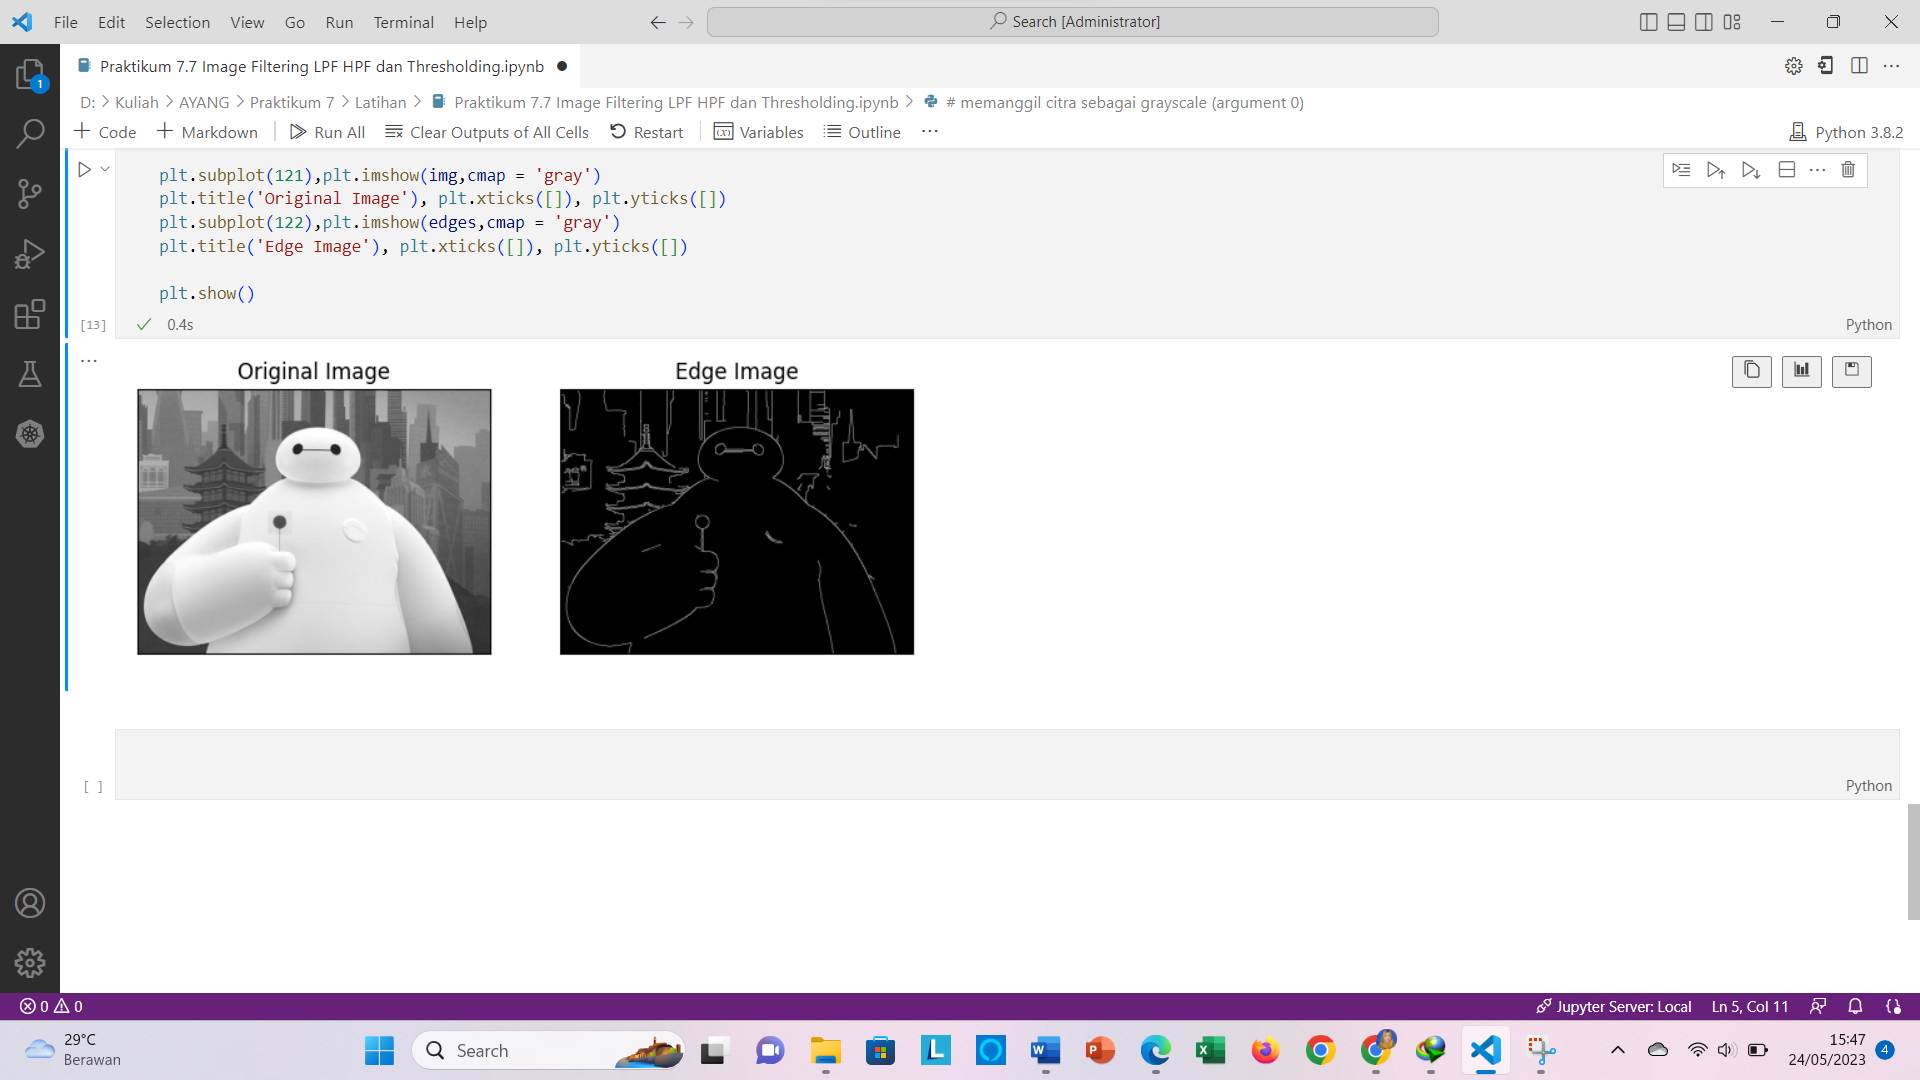 File Edit Selection View Go Run Terminal Help
Search [Administrator]
1
Praktikum 7.7 Image Filtering LPF HPF dan Thresholding.ipynb
D: > Kuliah > AYANG > Praktikum 7 > Latihan > Praktikum 7.7 Image Filtering LPF HPF dan Thresholding.ipynb > # memanggil citra sebagai grayscale (argument 0)
+ Code + Markdown Run All Clear Outputs of All Cells Restart Variables Outline ...
Python 3.8.2
plt.subplot(121),plt.imshow(img,cmap = 'gray')
plt.title('Original Image'), plt.xticks([]), plt.yticks([])
plt.subplot(122),plt.imshow(edges,cmap = 'gray')
plt.title('Edge Image'), plt.xticks([]), plt.yticks([])
plt.show()
[13] 0.4s Python
Original Image Edge Image
[ ] Python
0 0 Jupyter Server: Local Ln 5, Col 11
29°C
Berawan
Search
15:47
24/05/2023
4